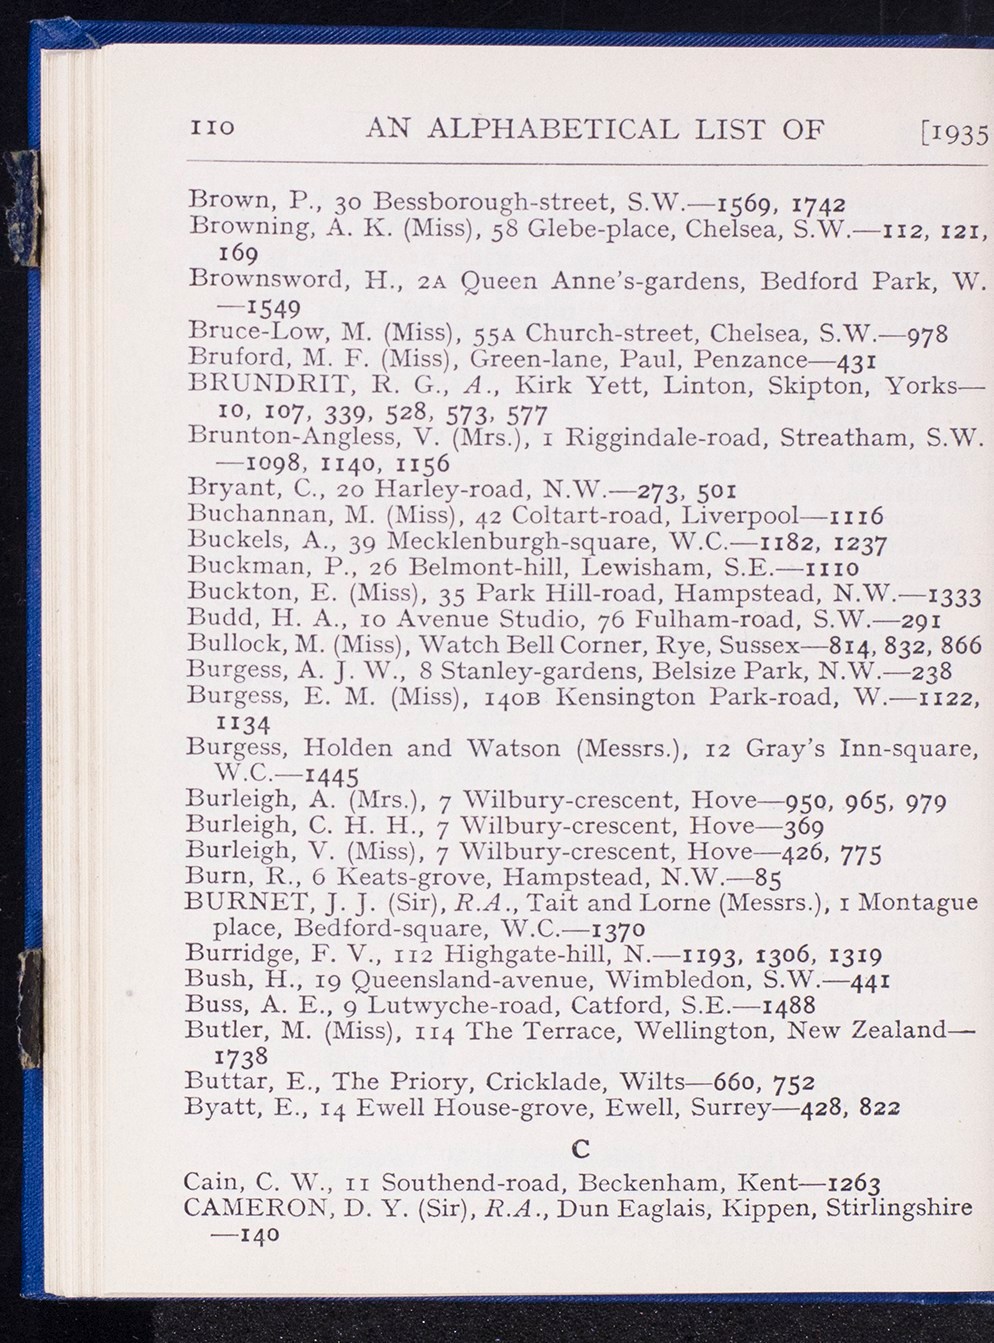 110 AN ALPHABETICAL LIST OF [1935
Brown, P., 30 Bessborough-street, S.W.—1569, 1742
Browning, A. K. (Miss), 58 Glebe-place, Chelsea, S.W.—112, 121,
169
Brownsword, H., 2A Queen Anne's-gardens, Bedford Park, W.
—1549
Bruce-Low, M. (Miss), 55A Church-street, Chelsea, S.W.—978
Bruford, M. F. (Miss), Green-lane, Paul, Penzance—431
BRUNDRIT, R. G., A., Kirk Yett, Linton, Skipton, Yorks—
10, 107, 339, 528, 573, 577
Brunton-Angless, V. (Mrs.), 1 Riggindale-road, Streatham, S.W.
—1098, 1140, 1156
Bryant, C., 20 Harley-road, N.W.—273, 501
Buchannan, M. (Miss), 42 Coltart-road, Liverpool—1116
Buckels, A., 39 Mecklenburgh-square, W.C.—1182, 1237
Buckman, P., 26 Belmont-hill, Lewisham, S.E.—1110
Buckton, E. (Miss), 35 Park Hill-road, Hampstead, N.W.—1333
Budd, H. A., 10 Avenue Studio, 76 Fulham-road, S.W.—291
Bullock, M. (Miss), Watch Bell Corner, Rye, Sussex—814, 832, 866
Burgess, A. J. W., 8 Stanley-gardens, Belsize Park, N.W.—238
Burgess, E. M. (Miss), 140B Kensington Park-road, W.—1122,
1134
Burgess, Holden and Watson (Messrs.), 12 Gray's Inn-square,
W.C.—1445
Burleigh, A. (Mrs.), 7 Wilbury-crescent, Hove—950, 965, 979
Burleigh, C. H. H., 7 Wilbury-crescent, Hove—369
Burleigh, V. (Miss), 7 Wilbury-crescent, Hove—426, 775
Burn, R., 6 Keats-grove, Hampstead, N.W.—85
BURNET, J. J. (Sir), R.A., Tait and Lorne (Messrs.), 1 Montague
place, Bedford-square, W.C.—1370
Burridge, F. V., 112 Highgate-hill, N.—1193, 1306, 1319
Bush, H., 19 Queensland-avenue, Wimbledon, S.W.—441
Buss, A. E., 9 Lutwyche-road, Catford, S.E.—1488
Butler, M. (Miss), 114 The Terrace, Wellington, New Zealand—
1738
Buttar, E., The Priory, Cricklade, Wilts—660, 752
Byatt, E., 14 Ewell House-grove, Ewell, Surrey—428, 822
C
Cain, C. W., 11 Southend-road, Beckenham, Kent—1263
CAMERON, D. Y. (Sir), R.A., Dun Eaglais, Kippen, Stirlingshire
—140